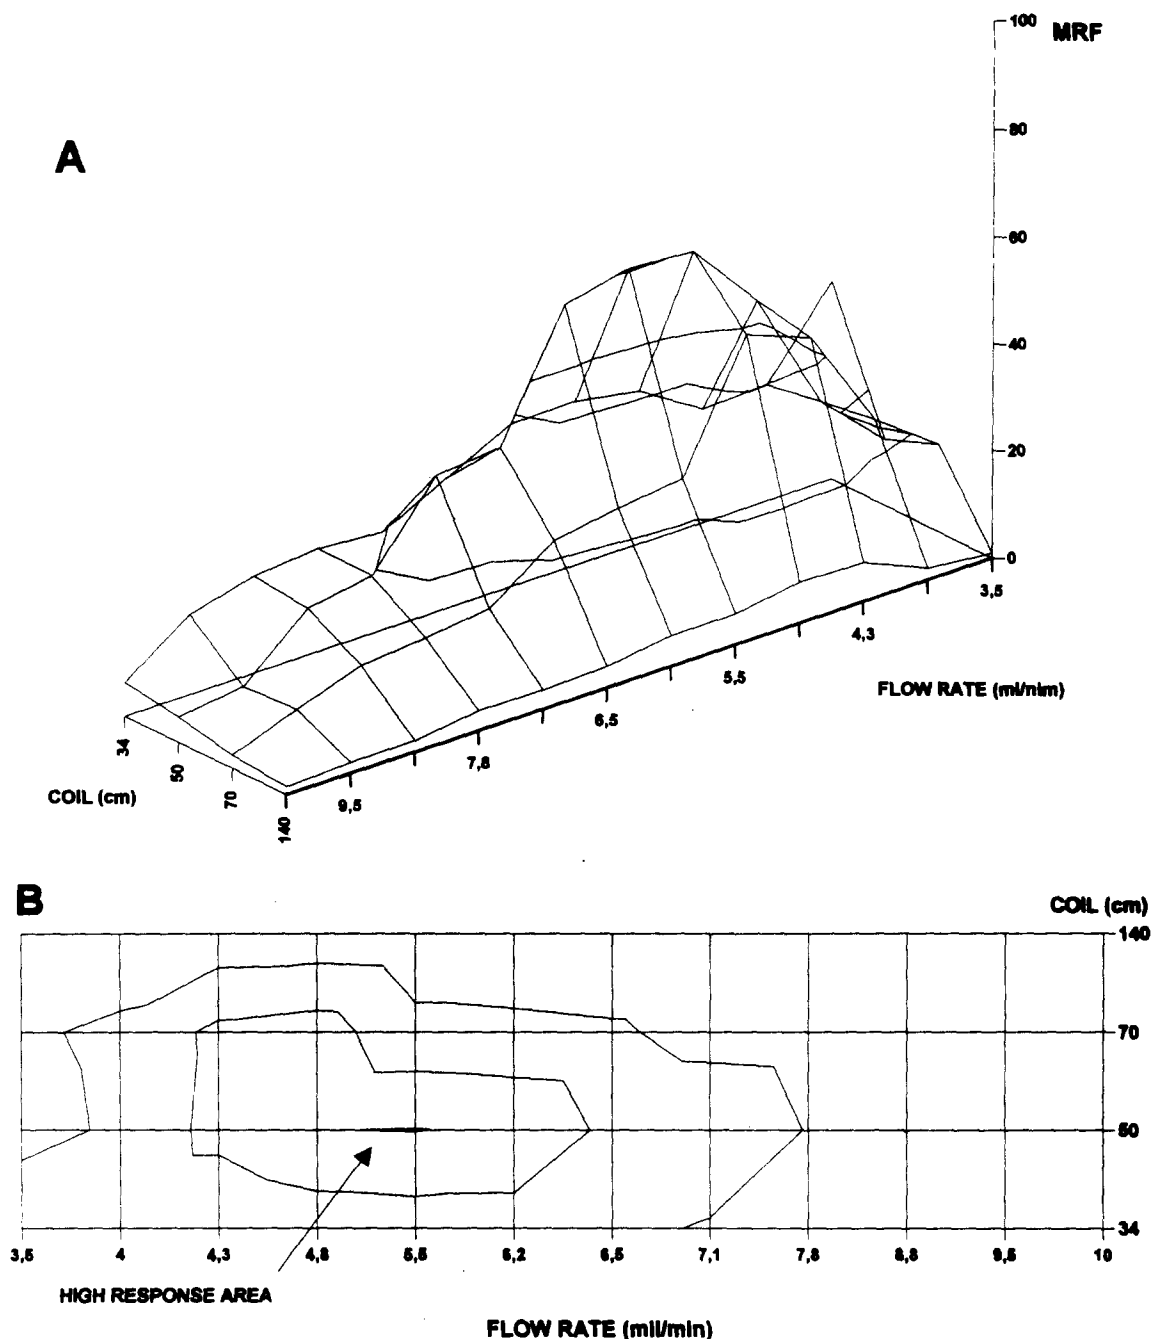 100 MRF
A
80
60
40
20
0
3,5
4,3
5,5
FLOW RATE (ml/nim)
6,5
7,8
9,5
34
50
70
140
COIL (cm)
B
COIL (cm)
140
70
50
34
3,5 4 4,3 4,8 5,5 6,2 6,5 7,1 7,8 8,8 9,5 10
HIGH RESPONSE AREA
FLOW RATE (mil/min)